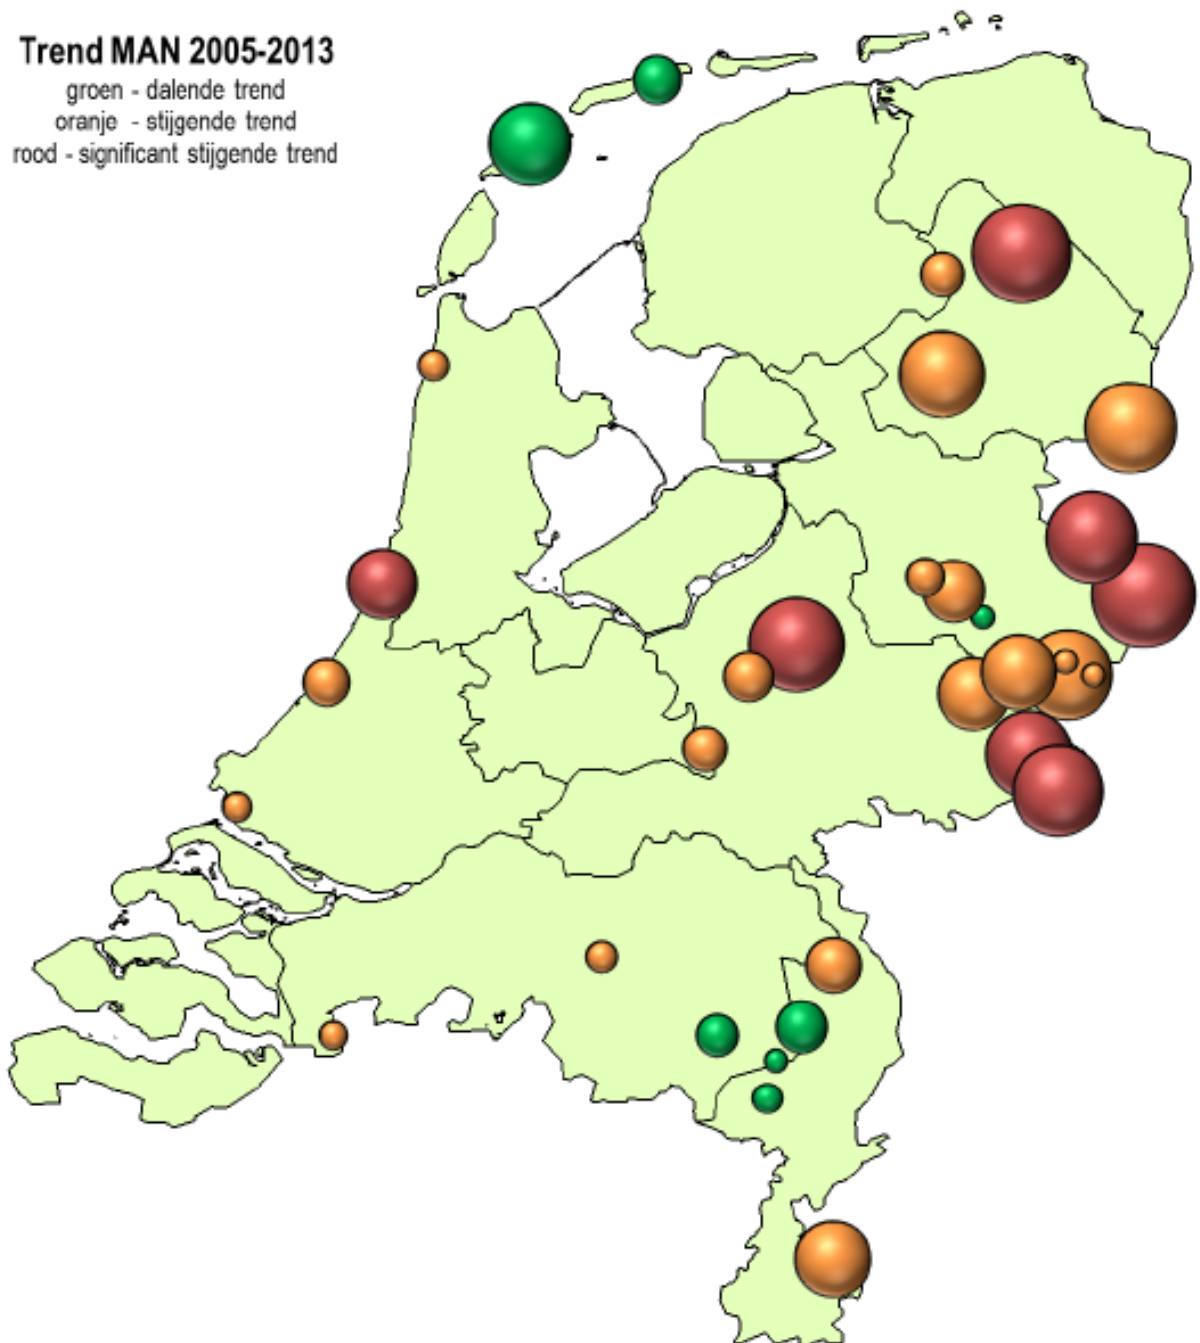 Trend MAN 2005-2013
groen - dalende trend
oranje - stijgende trend
rood - significant stijgende trend